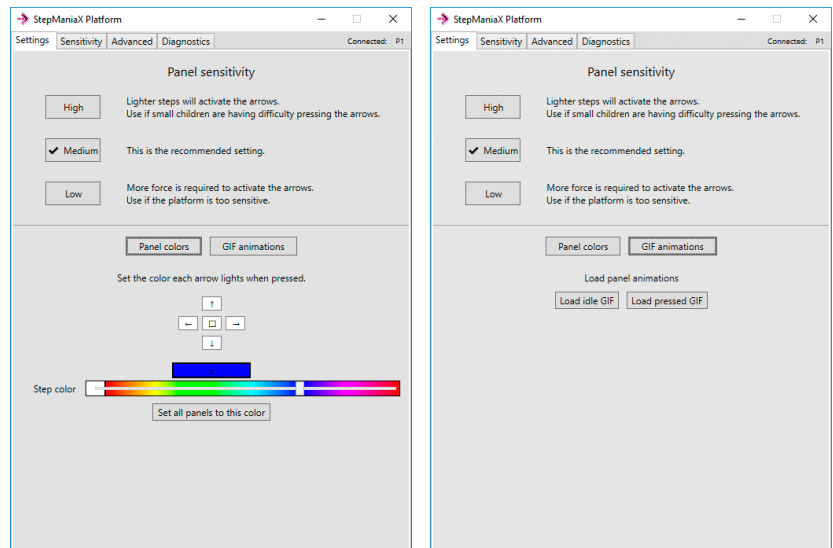 StepManiaX Platform
Settings Sensitivity Advanced Diagnostics Connected: P1
Panel sensitivity
High
Lighter steps will activate the arrows.
Use if small children are having difficulty pressing the arrows.
✔ Medium
This is the recommended setting.
Low
More force is required to activate the arrows.
Use if the platform is too sensitive.
Panel colors GIF animations
Set the color each arrow lights when pressed.
↑
← □ →
↓
Step color
Set all panels to this color
StepManiaX Platform
Settings Sensitivity Advanced Diagnostics Connected: P1
Panel sensitivity
High
Lighter steps will activate the arrows.
Use if small children are having difficulty pressing the arrows.
✔ Medium
This is the recommended setting.
Low
More force is required to activate the arrows.
Use if the platform is too sensitive.
Panel colors GIF animations
Load panel animations
Load idle GIF Load pressed GIF